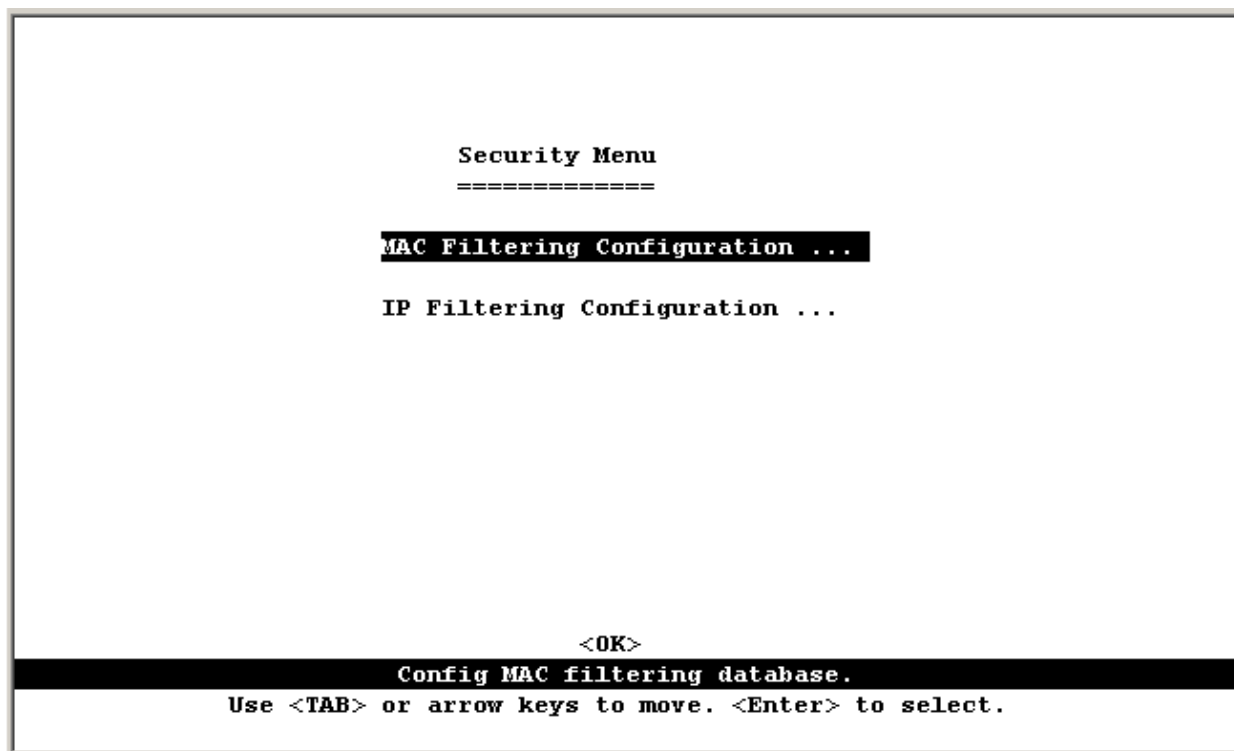 Security Menu
=============
MAC Filtering Configuration ...
IP Filtering Configuration ...
<OK>
Config MAC filtering database.
Use <TAB> or arrow keys to move. <Enter> to select.